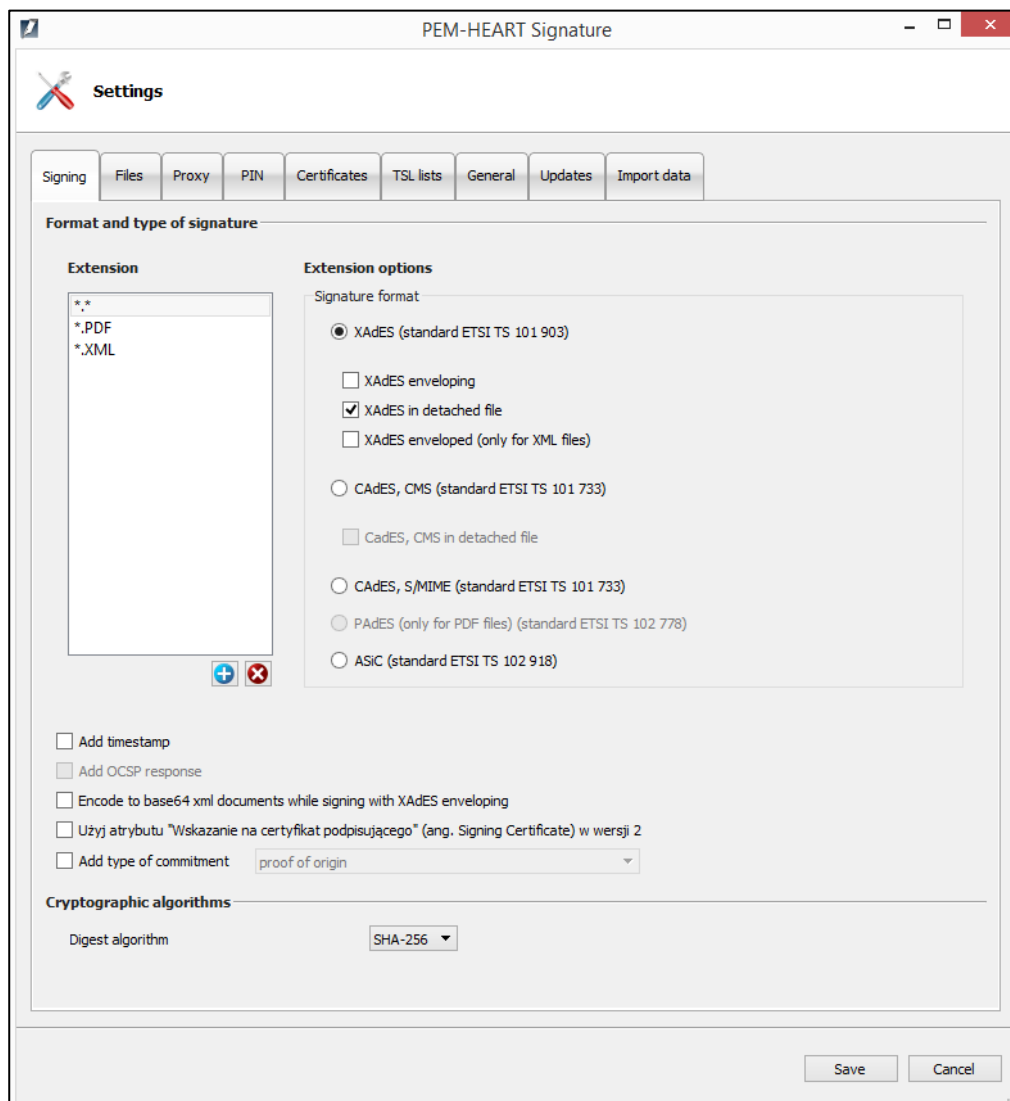 PEM-HEART Signature
Settings
Signing Files Proxy PIN Certificates TSL lists General Updates Import data
Format and type of signature
Extension
Extension options
*.*
*.PDF
*.XML
Signature format
XAdES (standard ETSI TS 101 903)
XAdES enveloping
XAdES in detached file
XAdES enveloped (only for XML files)
CAdES, CMS (standard ETSI TS 101 733)
CadES, CMS in detached file
CAdES, S/MIME (standard ETSI TS 101 733)
PAdES (only for PDF files) (standard ETSI TS 102 778)
ASiC (standard ETSI TS 102 918)
Add timestamp
Add OCSP response
Encode to base64 xml documents while signing with XAdES enveloping
Użyj atrybutu "Wskazanie na certyfikat podpisującego" (ang. Signing Certificate) w wersji 2
Add type of commitment proof of origin
Cryptographic algorithms
Digest algorithm SHA-256
Save Cancel